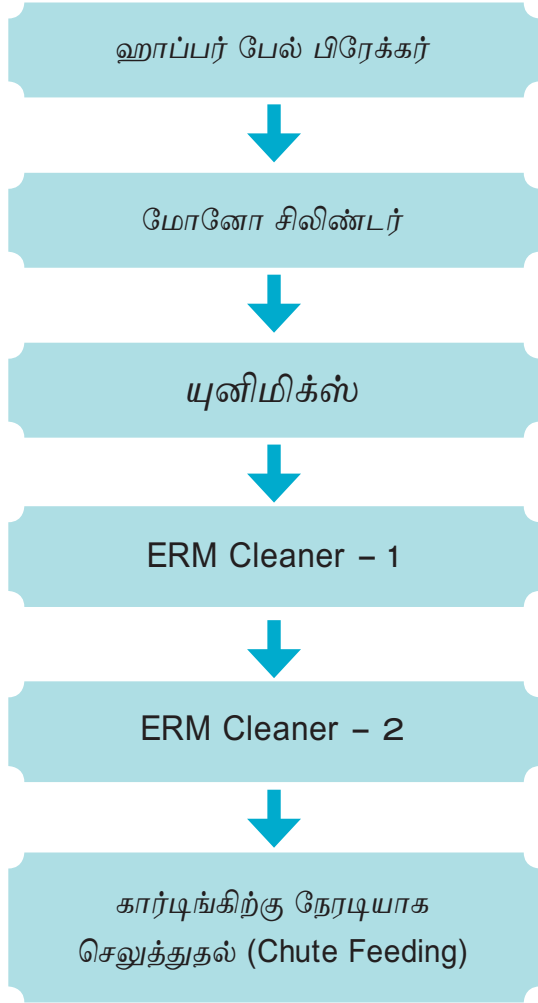 ஹாப்பர் பேல் பிரேக்கர்
மோனோ சிலிண்டர்
யுனிமிக்ஸ்
ERM Cleaner – 1
ERM Cleaner – 2
கார்டிங்கிற்கு நேரடியாக
செலுத்துதல் (Chute Feeding)